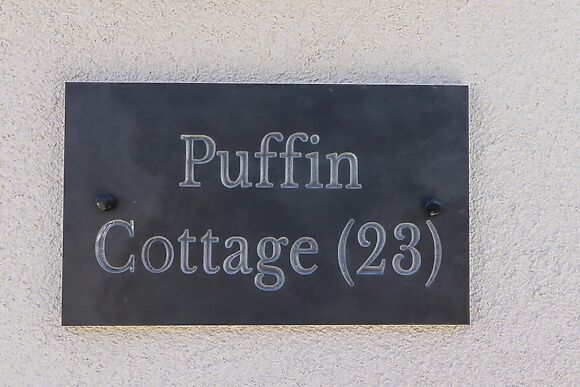 Puffin
Cottage (23)